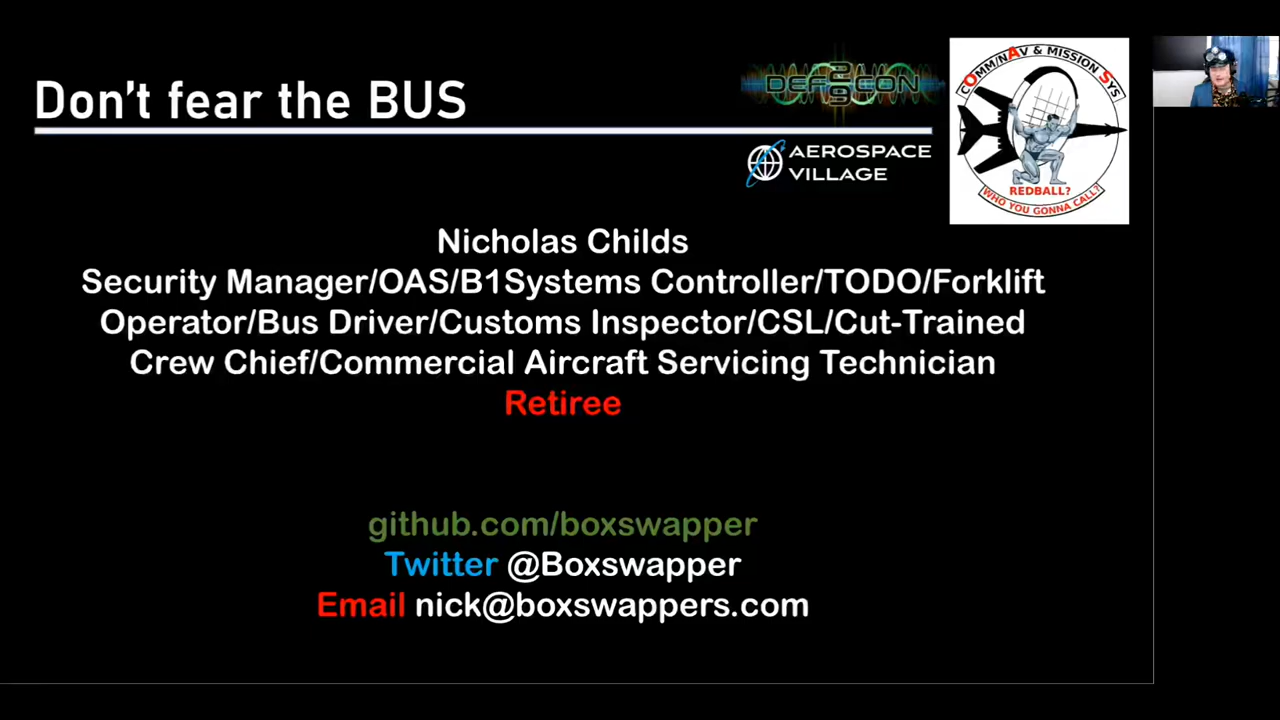 Don't fear the BUS
DEFCON
AEROSPACE
VILLAGE
COMM/NAV & MISSION SYS
REDBALL?
WHO YOU GONNA CALL?
Nicholas Childs
Security Manager/OAS/B1Systems Controller/TODO/Forklift
Operator/Bus Driver/Customs Inspector/CSL/Cut-Trained
Crew Chief/Commercial Aircraft Servicing Technician
Retiree
github.com/boxswapper
Twitter @Boxswapper
Email nick@boxswappers.com